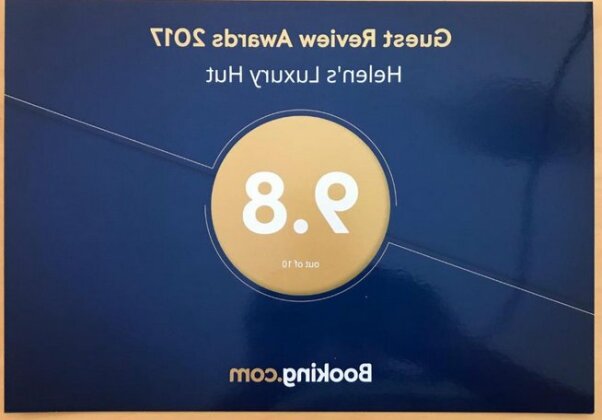 Guest Review Awards 2017
Helen's Luxury Hut
9.8
out of 10
Booking.com